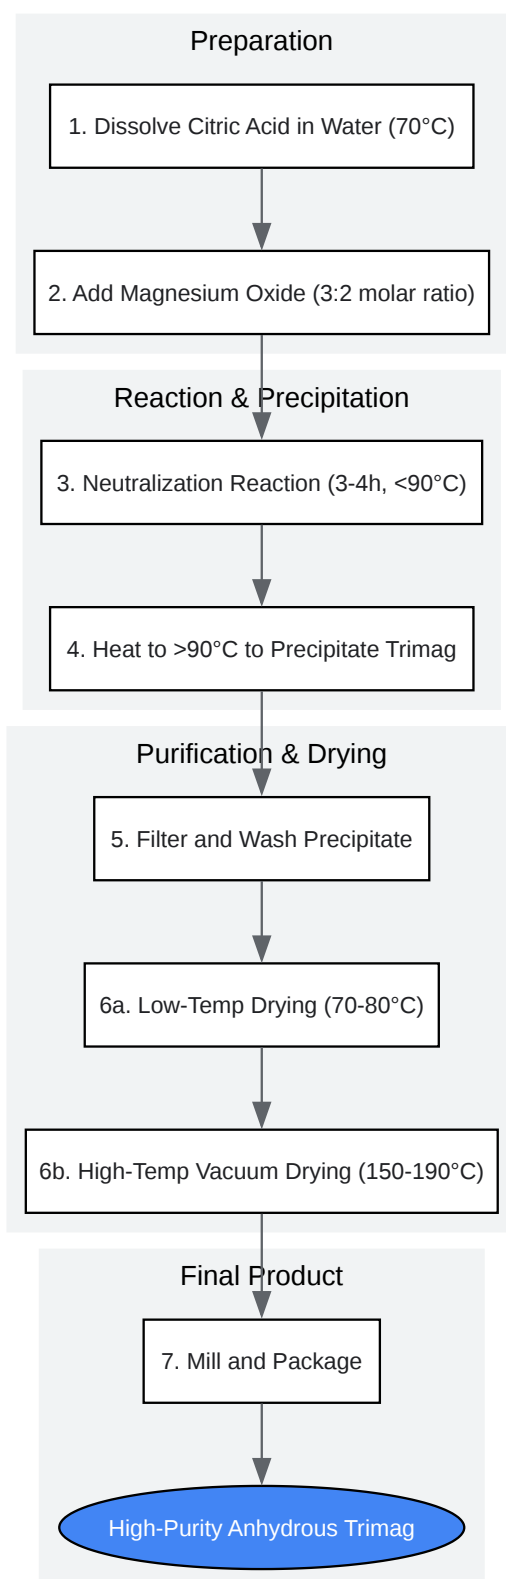 Preparation
1. Dissolve Citric Acid in Water (70°C)
2. Add Magnesium Oxide (3:2 molar ratio)
Reaction & Precipitation
3. Neutralization Reaction (3-4h, <90°C)
4. Heat to >90°C to Precipitate Trimag
Purification & Drying
5. Filter and Wash Precipitate
6a. Low-Temp Drying (70-80°C)
6b. High-Temp Vacuum Drying (150-190°C)
Final Product
7. Mill and Package
High-Purity Anhydrous Trimag